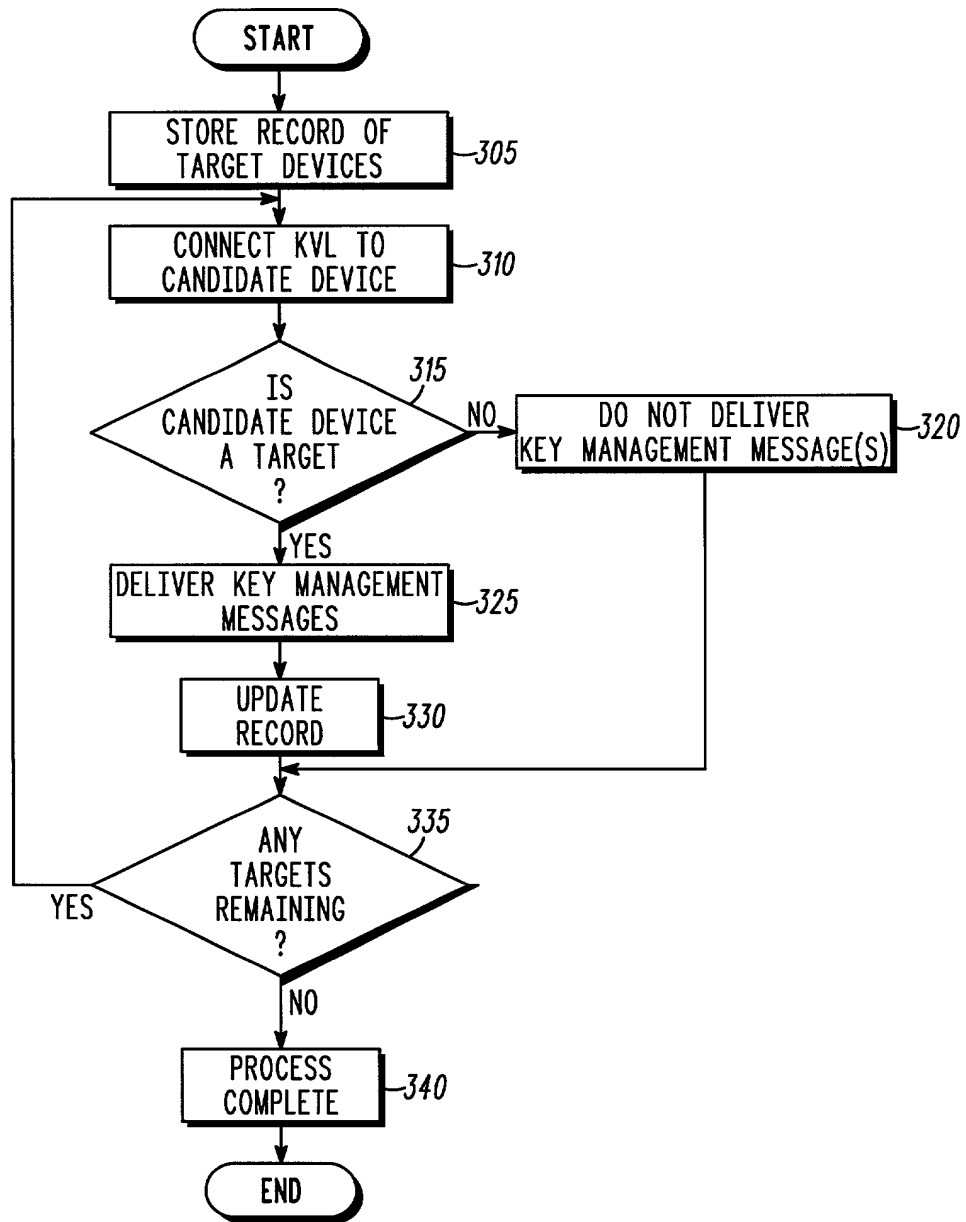 START
STORE RECORD OF
TARGET DEVICES
305
CONNECT KVL TO
CANDIDATE DEVICE
310
IS
CANDIDATE DEVICE
A TARGET
?
315
NO
DO NOT DELIVER
KEY MANAGEMENT MESSAGE(S)
320
YES
DELIVER KEY MANAGEMENT
MESSAGES
325
UPDATE
RECORD
330
ANY
TARGETS
REMAINING
?
335
YES
NO
PROCESS
COMPLETE
340
END